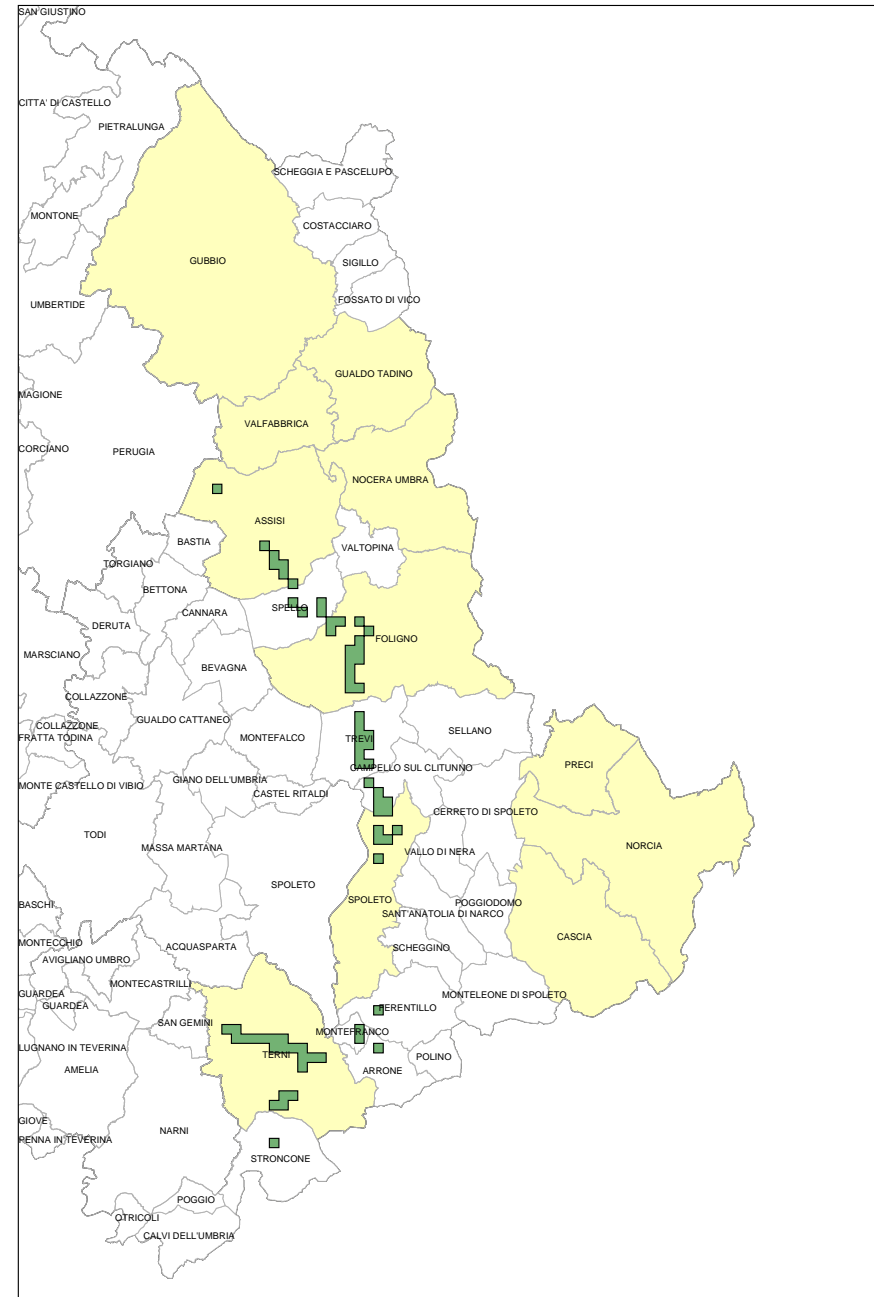 SAN GIUSTINO
CITTA' DI CASTELLO
PIETRALUNGA
SCHEGGIA E PASCELUPO
MONTONE
COSTACCIARO
GUBBIO
SIGILLO
FOSSATO DI VICO
UMBERTIDE
GUALDO TADINO
MAGIONE
VALFABBRICA
CORCIANO
PERUGIA
NOCERA UMBRA
ASSISI
BASTIA
VALTOPINA
TORGIANO
BETTONA
SPELLO
CANNARA
DERUTA
FOLIGNO
MARSCIANO
BEVAGNA
COLLAZZONE
GUALDO CATTANEO
COLLAZZONE
FRATTA TODINA
MONTEFALCO
TREVI
SELLANO
PRECI
CAMPELLO SUL CLITUNNO
GIANO DELL'UMBRIA
MONTE CASTELLO DI VIBIO
CASTEL RITALDI
CERRETO DI SPOLETO
TODI
MASSA MARTANA
VALLO DI NERA
NORCIA
SPOLETO
SPOLETO
POGGIODOMO
BASCHI
SANT'ANATOLIA DI NARCO
CASCIA
MONTECCHIO
ACQUASPARTA
SCHEGGINO
AVIGLIANO UMBRO
MONTECASTRILLI
GUARDEA
MONTELEONE DI SPOLETO
GUARDEA
FERENTILLO
SAN GEMINI
MONTEFRANCO
LUGNANO IN TEVERINA
TERNI
POLINO
AMELIA
ARRONE
GIOVE
NARNI
PENNA IN TEVERINA
STRONCONE
POGGIO
OTRICOLI
CALVI DELL'UMBRIA